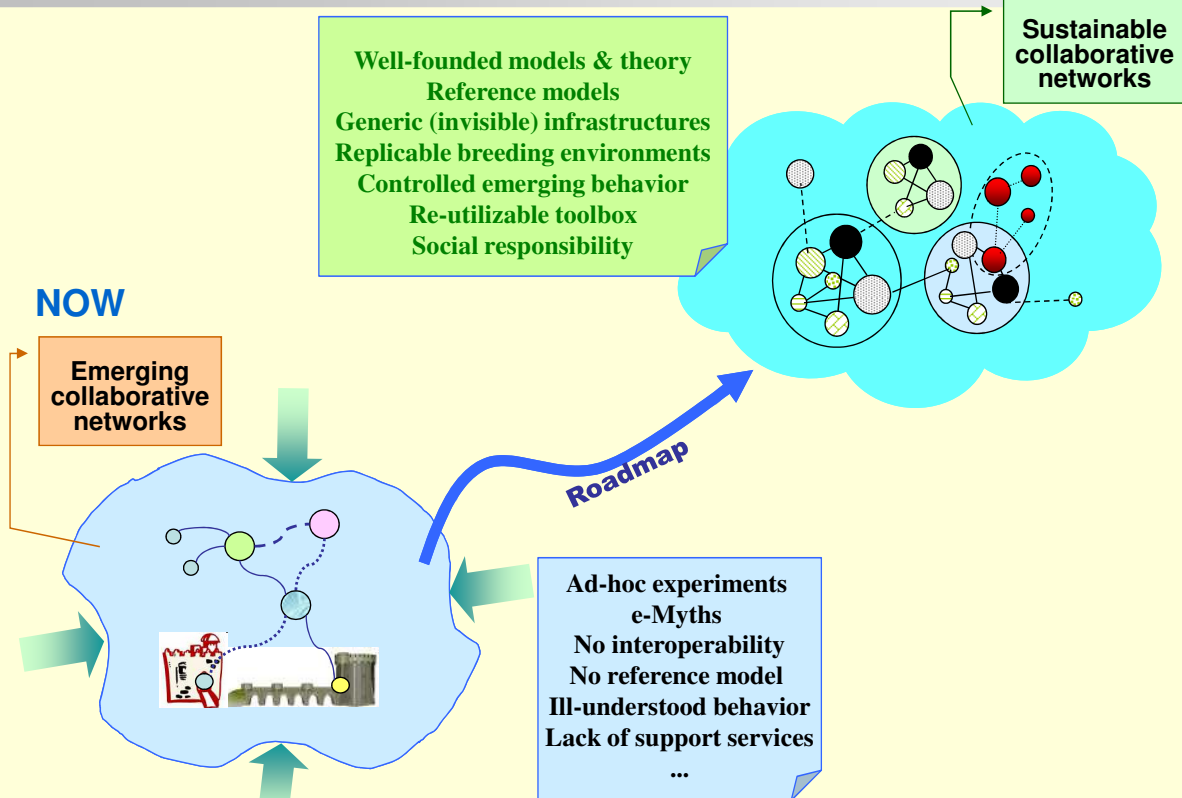 Sustainable
collaborative
networks
Well-founded models & theory
Reference models
Generic (invisible) infrastructures
Replicable breeding environments
Controlled emerging behavior
Re-utilizable toolbox
Social responsibility
NOW
Emerging
collaborative
networks
Roadmap
Ad-hoc experiments
e-Myths
No interoperability
No reference model
Ill-understood behavior
Lack of support services
...